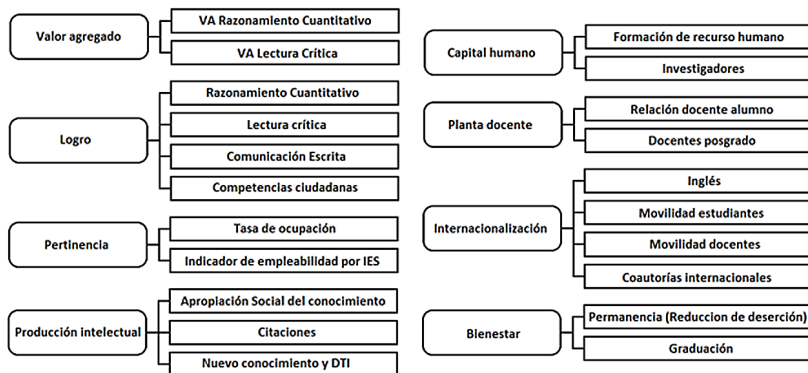 Valor agregado
VA Razonamiento Cuantitativo
VA Lectura Crítica
Logro
Razonamiento Cuantitativo
Lectura crítica
Comunicación Escrita
Competencias ciudadanas
Pertinencia
Tasa de ocupación
Indicador de empleabilidad por IES
Producción intelectual
Apropiación Social del conocimiento
Citaciones
Nuevo conocimiento y DTI
Capital humano
Formación de recurso humano
Investigadores
Planta docente
Relación docente alumno
Docentes posgrado
Internacionalización
Inglés
Movilidad estudiantes
Movilidad docentes
Coautorías internacionales
Bienestar
Permanencia (Reduccion de deserción)
Graduación